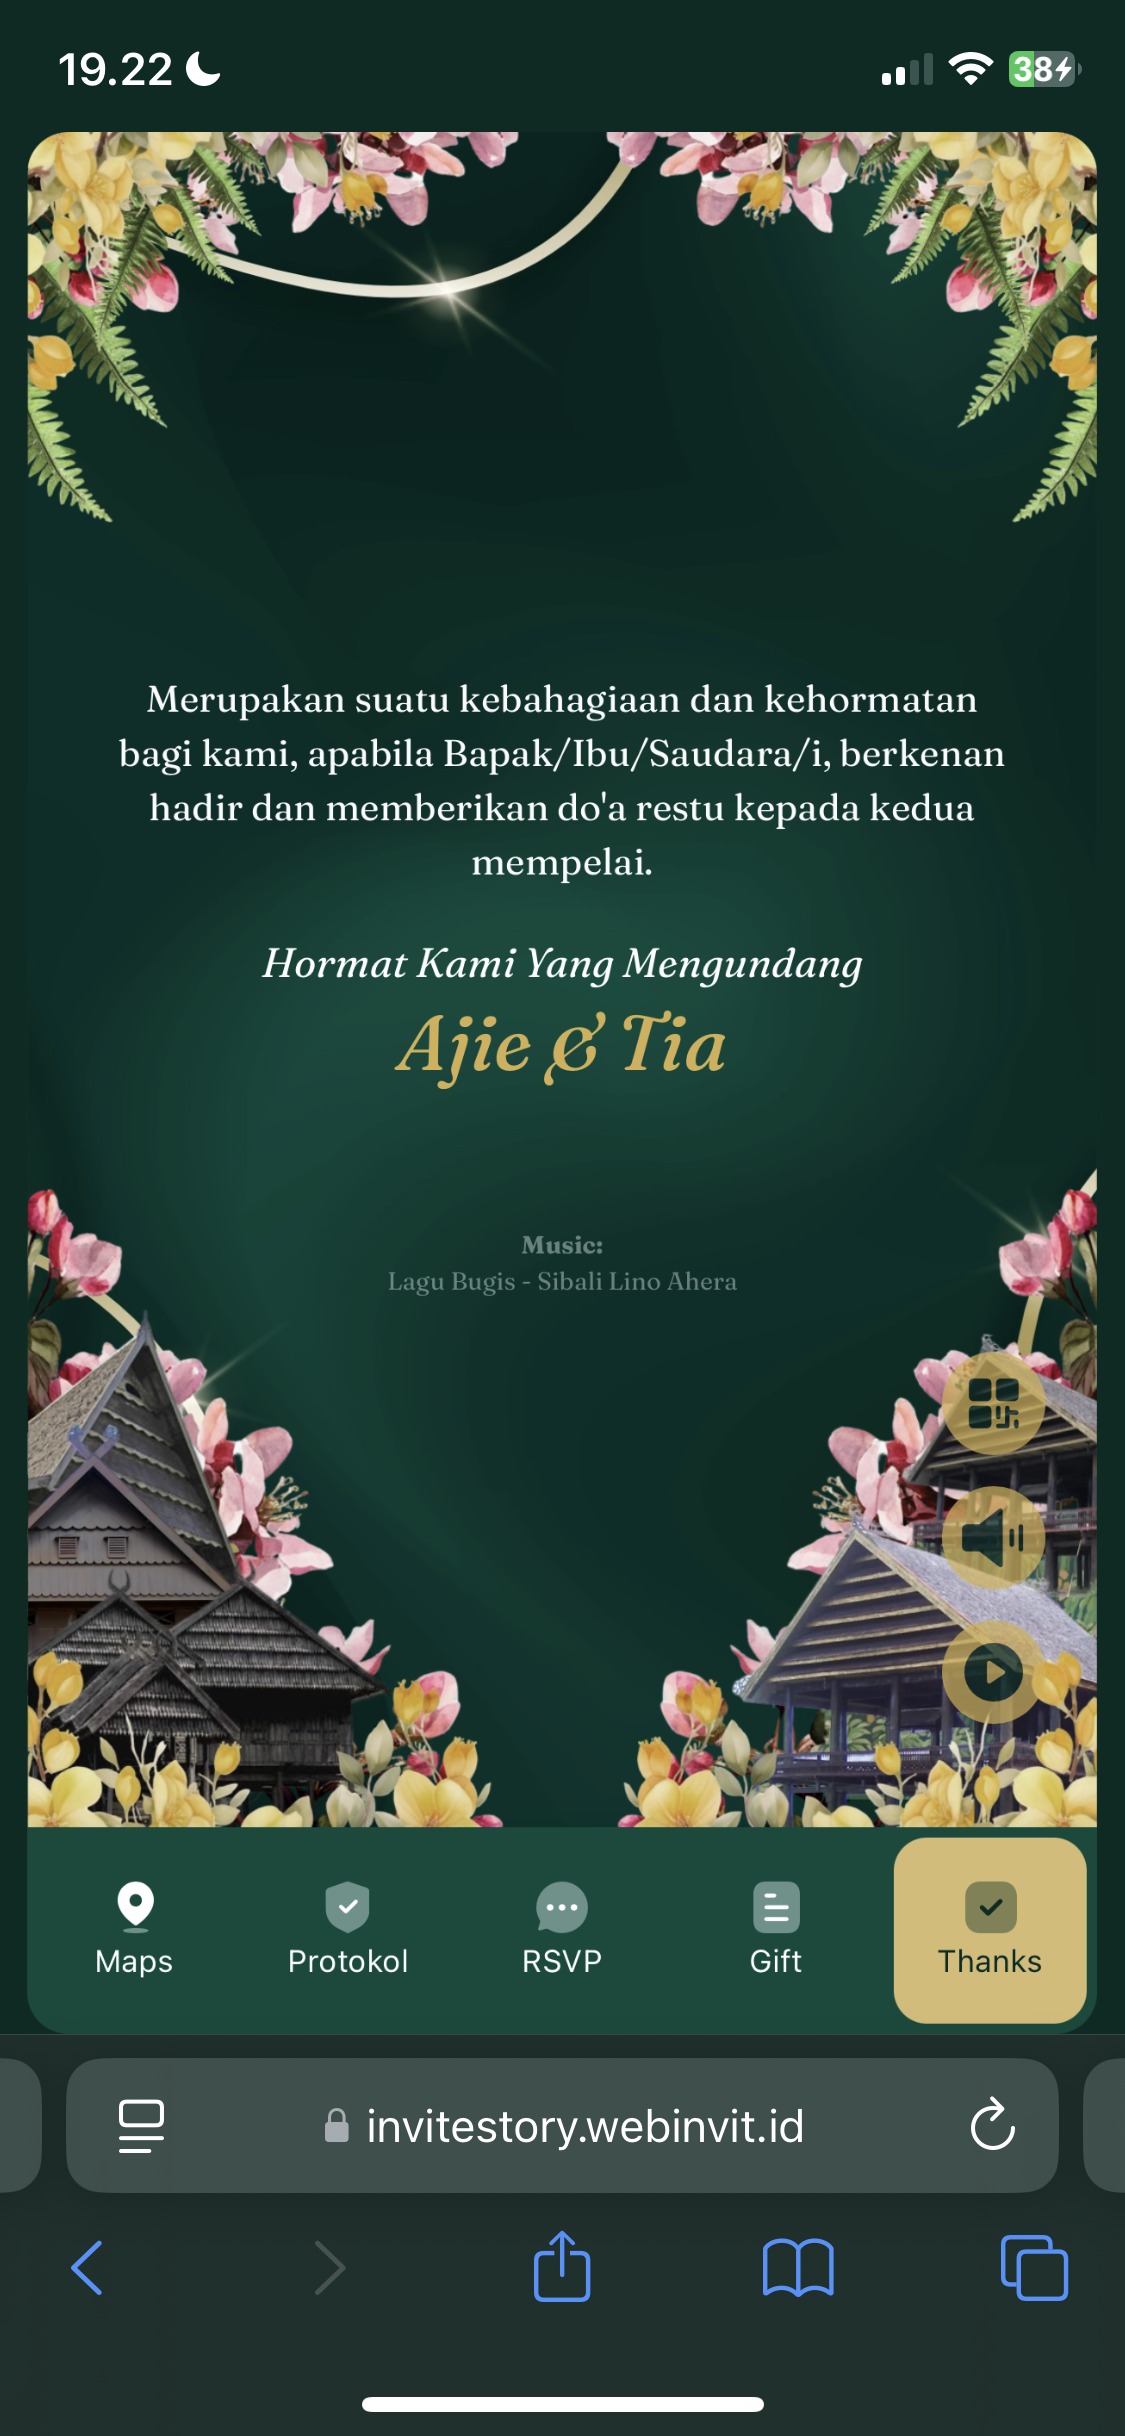 19.22
38
Merupakan suatu kebahagiaan dan kehormatan
bagi kami, apabila Bapak/Ibu/Saudara/i, berkenan
hadir dan memberikan do'a restu kepada kedua
mempelai.
Hormat Kami Yang Mengundang
Ajie & Tia
Music:
Lagu Bugis - Sibali Lino Ahera
Maps
Protokol
RSVP
Gift
Thanks
invitestory.webinvit.id